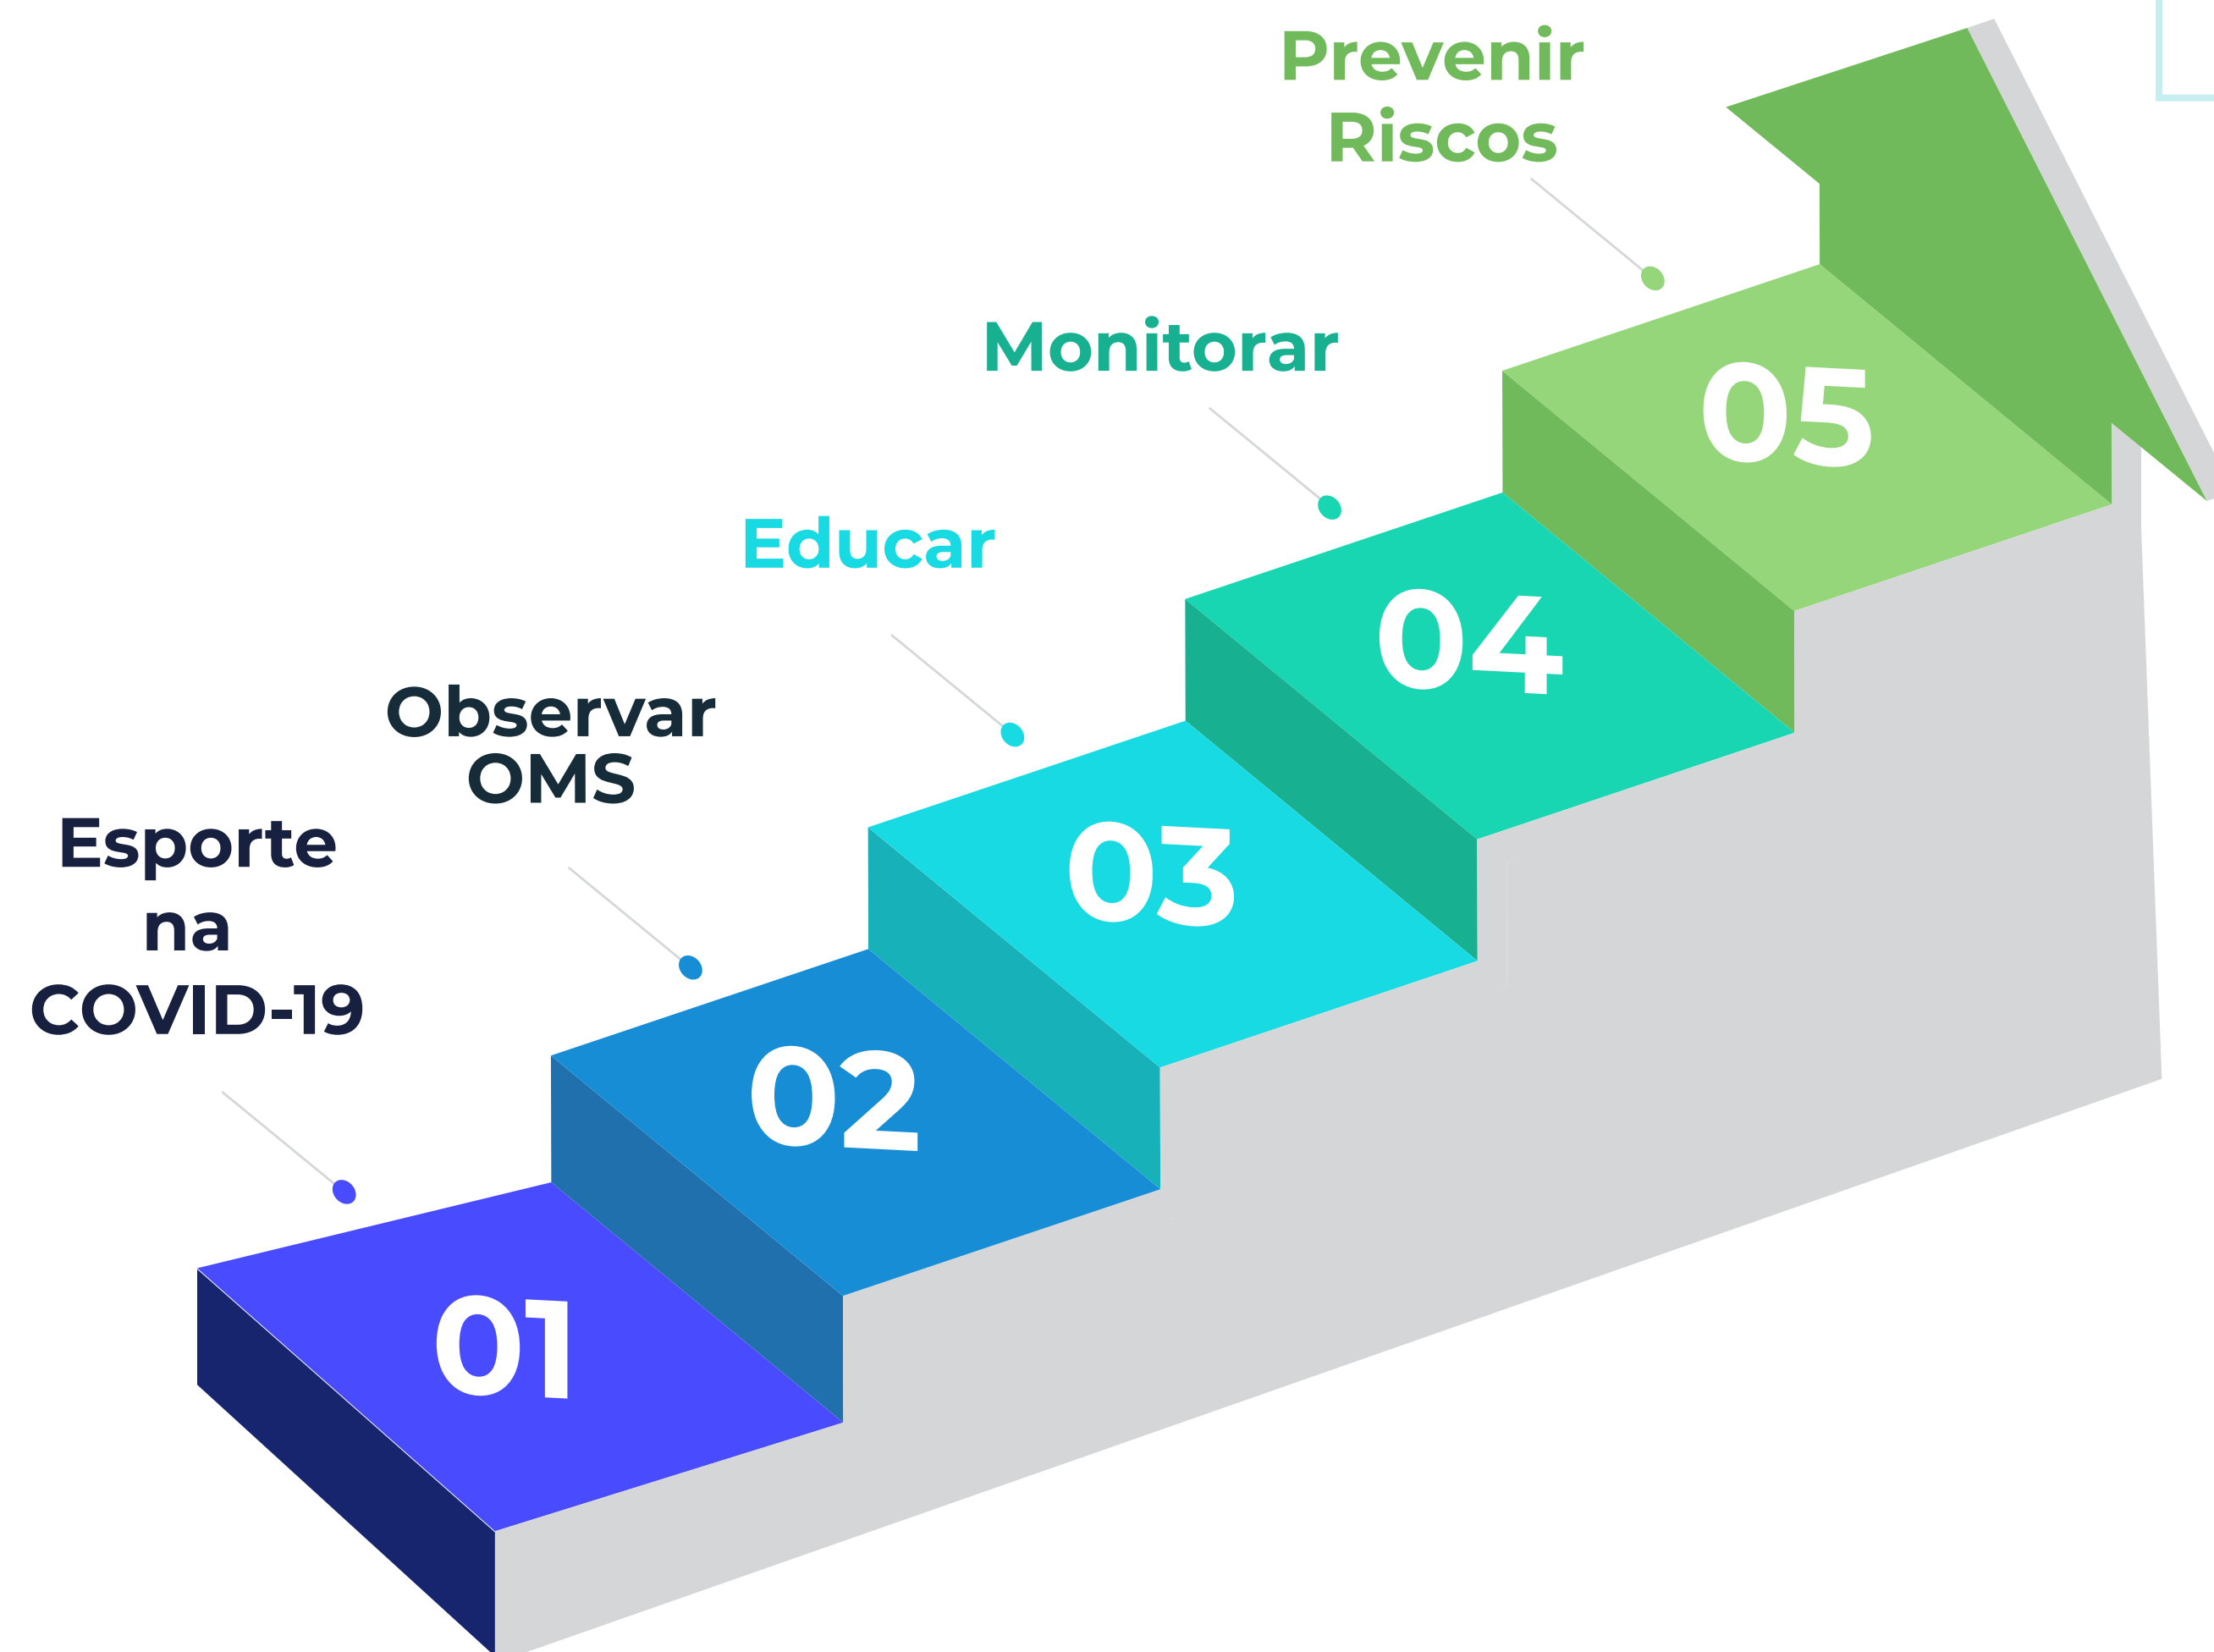 Prevenir
Riscos
05
Monitorar
04
Educar
03
Observar
OMS
02
Esporte
na
COVID-19
01